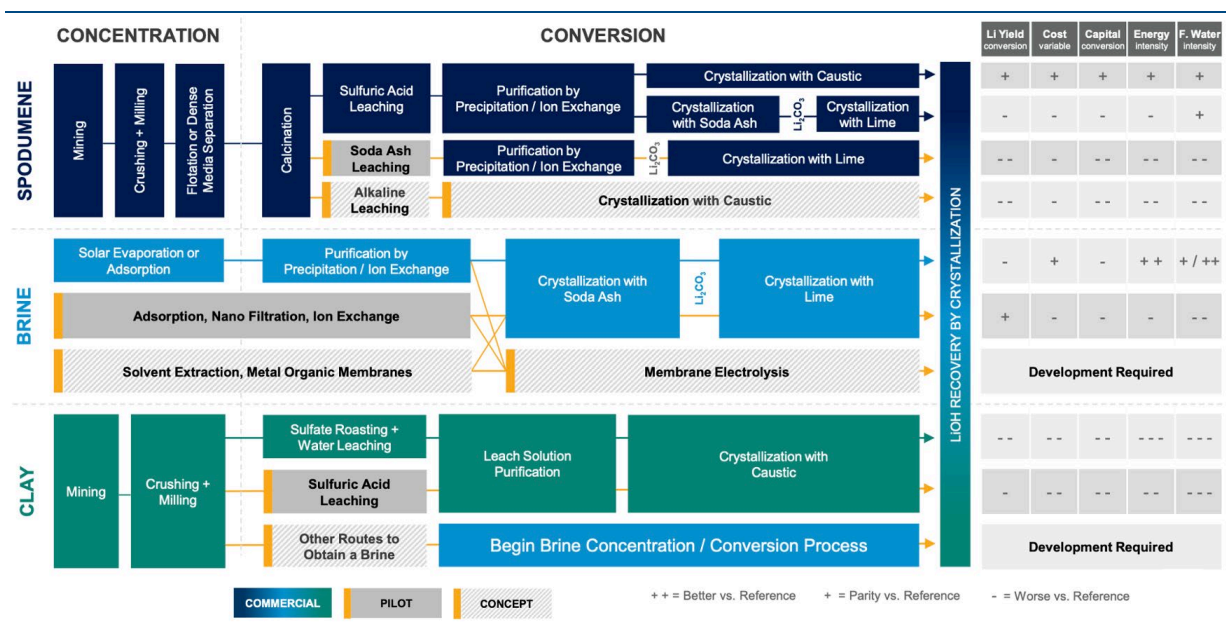 CONCENTRATION
CONVERSION
Li Yield
conversion
Cost
variable
Capital
conversion
Energy
intensity
F. Water
intensity
SPODUMENE
Mining
Crushing + Milling
Flotation or Dense
Media Separation
Calcination
Sulfuric Acid
Leaching
Purification by
Precipitation / Ion Exchange
Crystallization with Caustic
+ + + + +
Crystallization
with Soda Ash
Li₂CO₃
Crystallization
with Lime
- - - - +
Soda Ash
Leaching
Purification by
Precipitation / Ion Exchange
Li₂CO₃
Crystallization with Lime
-- - -- -- --
Alkaline
Leaching
Crystallization with Caustic
-- - -- -- --
BRINE
Solar Evaporation or
Adsorption
Purification by
Precipitation / Ion Exchange
Crystallization with
Soda Ash
Li₂CO₃
Crystallization with
Lime
- + - ++ + / ++
Adsorption, Nano Filtration, Ion Exchange
+ - - - --
Solvent Extraction, Metal Organic Membranes
Membrane Electrolysis
Development Required
CLAY
Mining
Crushing +
Milling
Sulfate Roasting +
Water Leaching
Leach Solution
Purification
Crystallization with
Caustic
-- -- -- --- ---
Sulfuric Acid
Leaching
- -- -- -- ---
Other Routes to
Obtain a Brine
Begin Brine Concentration / Conversion Process
Development Required
LiOH RECOVERY BY CRYSTALLIZATION
COMMERCIAL
PILOT
CONCEPT
+ + = Better vs. Reference
+ = Parity vs. Reference
- = Worse vs. Reference